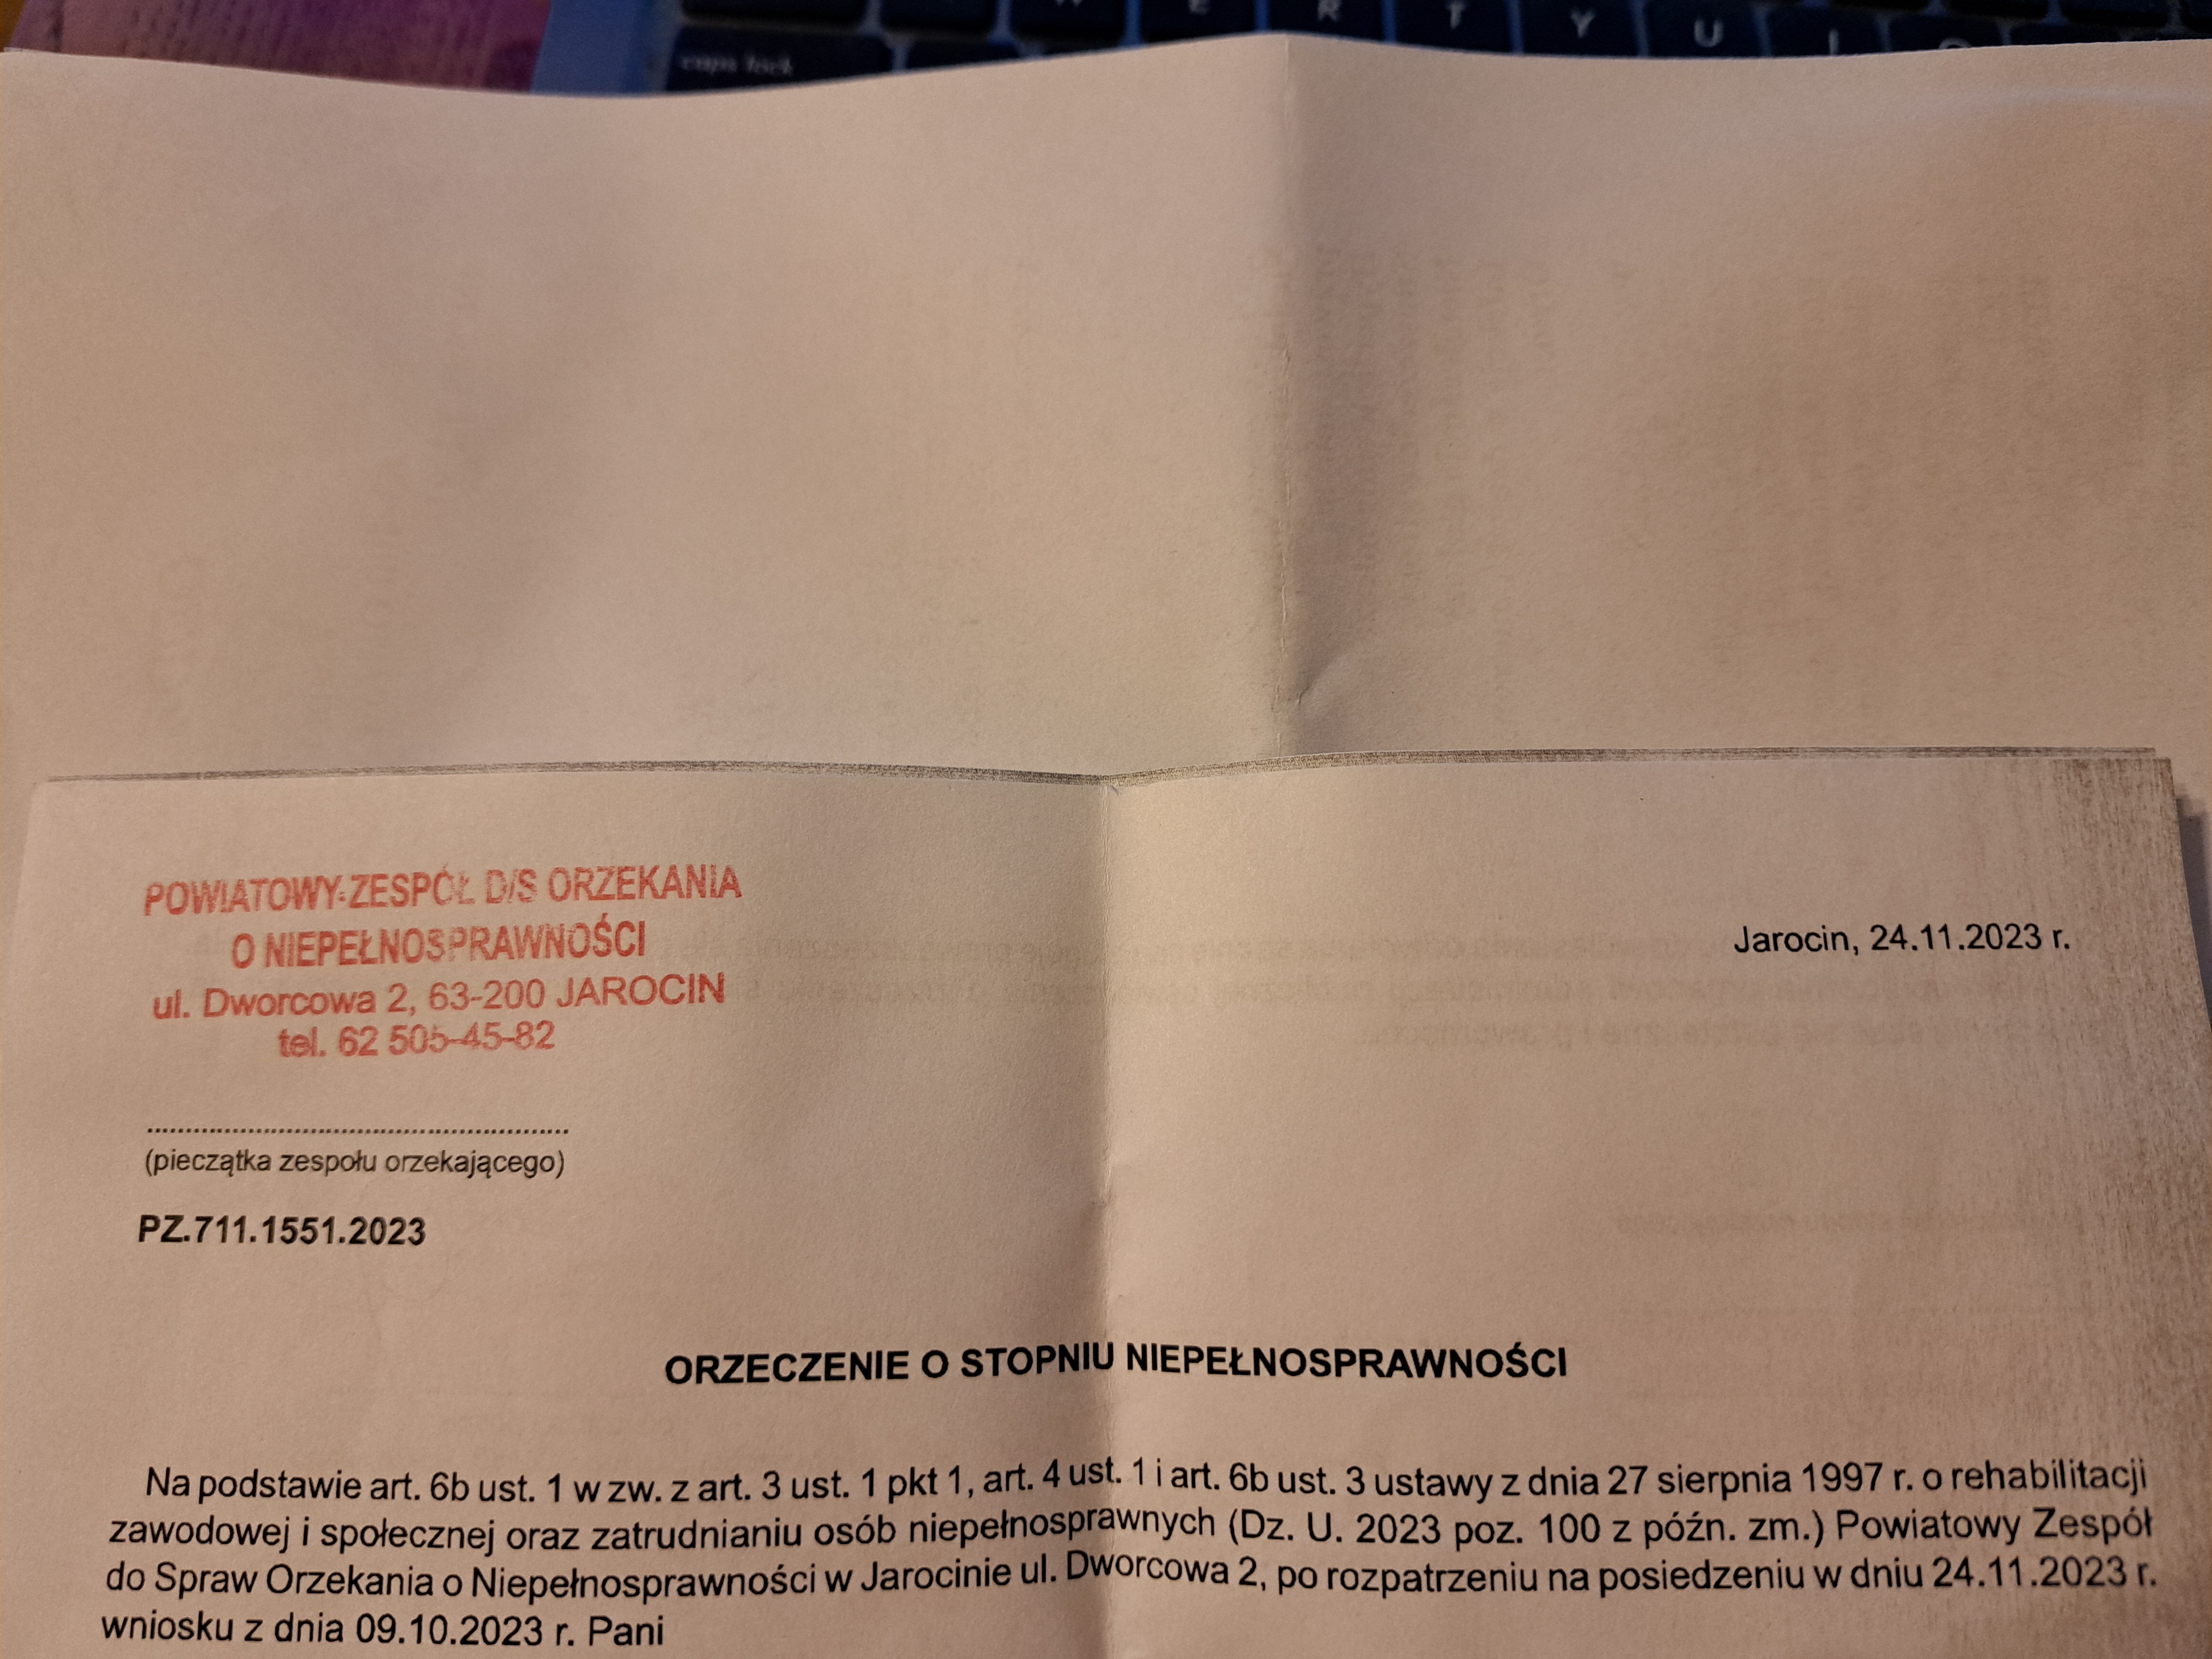 caps lock
E R T Y U
POWIATOWY ZESPÓŁ D/S ORZEKANIA
O NIEPEŁNOSPRAWNOŚCI
ul. Dworcowa 2, 63-200 JAROCIN
tel. 62 505-45-82
Jarocin, 24.11.2023 r.
(pieczątka zespołu orzekającego)
PZ.711.1551.2023
ORZECZENIE O STOPNIU NIEPEŁNOSPRAWNOŚCI
Na podstawie art. 6b ust. 1 w zw. z art. 3 ust. 1 pkt 1, art. 4 ust. 1 i art. 6b ust. 3 ustawy z dnia 27 sierpnia 1997 r. o rehabilitacji
zawodowej i społecznej oraz zatrudnianiu osób niepełnosprawnych (Dz. U. 2023 poz. 100 z późn. zm.) Powiatowy Zespół
do Spraw Orzekania o Niepełnosprawności w Jarocinie ul. Dworcowa 2, po rozpatrzeniu na posiedzeniu w dniu 24.11.2023 r.
wniosku z dnia 09.10.2023 r. Pani